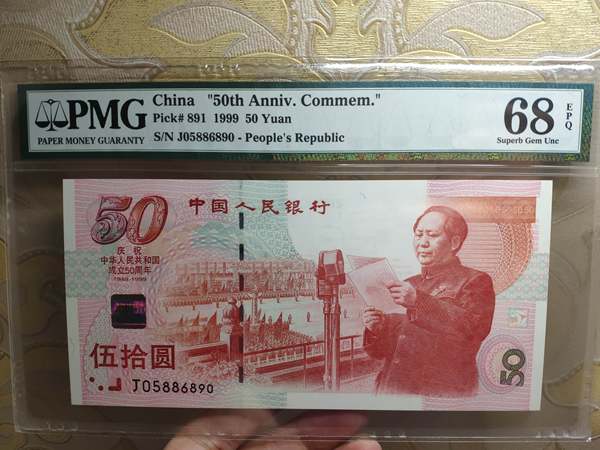 PMG
PAPER MONEY GUARANTY
China "50th Anniv. Commem."
Pick# 891 1999 50 Yuan
S/N J05886890 - People's Republic
68
EPQ
Superb Gem Unc
50
中国人民银行
庆祝
中华人民共和国
成立50周年
1949-1999
伍拾圆
J05886890
50